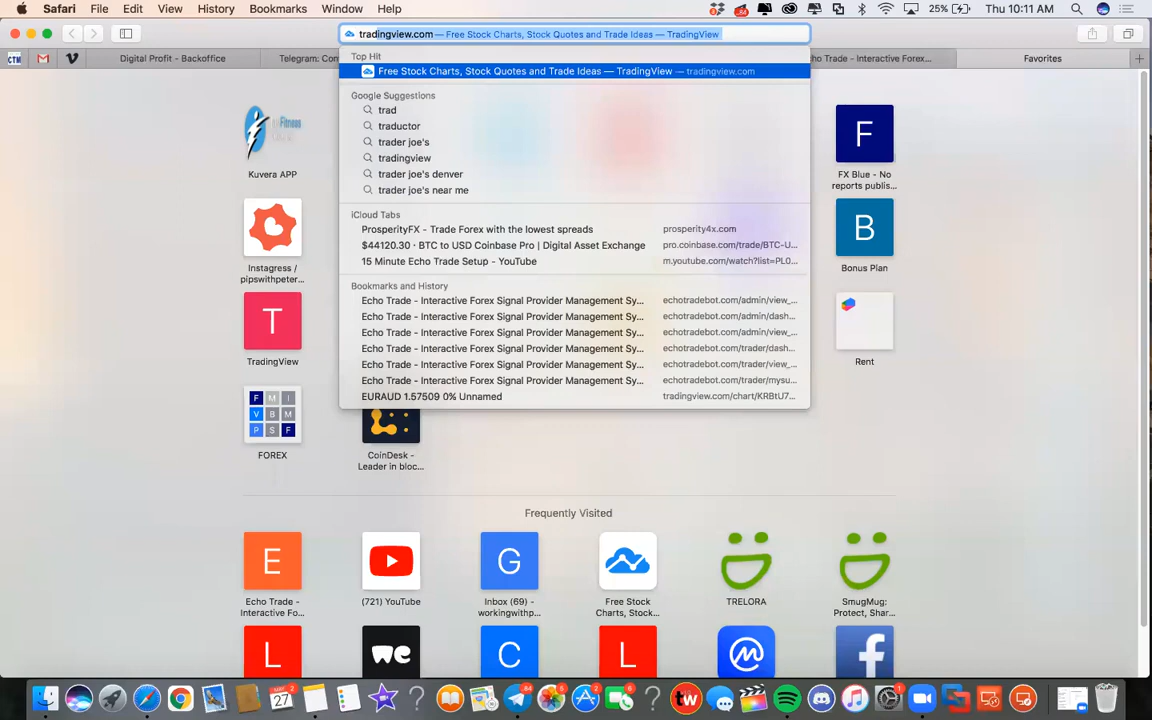 Safari File Edit View History Bookmarks Window Help 25% Thu 10:11 AM
tradingview.com — Free Stock Charts, Stock Quotes and Trade Ideas — TradingView
CTM Digital Profit - Backoffice Telegram: Con ho Trade - Interactive Forex... Favorites
Top Hit
Free Stock Charts, Stock Quotes and Trade Ideas — TradingView — tradingview.com
Google Suggestions
trad
traductor
trader joe's
tradingview
trader joe's denver
trader joe's near me
iCloud Tabs
ProsperityFX - Trade Forex with the lowest spreads prosperity4x.com
$44120.30 · BTC to USD Coinbase Pro | Digital Asset Exchange pro.coinbase.com/trade/BTC-U...
15 Minute Echo Trade Setup - YouTube m.youtube.com/watch?list=PL0...
Bookmarks and History
Echo Trade - Interactive Forex Signal Provider Management Sy... echotradebot.com/admin/view_...
Echo Trade - Interactive Forex Signal Provider Management Sy... echotradebot.com/admin/dash...
Echo Trade - Interactive Forex Signal Provider Management Sy... echotradebot.com/admin/view_...
Echo Trade - Interactive Forex Signal Provider Management Sy... echotradebot.com/trader/dash...
Echo Trade - Interactive Forex Signal Provider Management Sy... echotradebot.com/trader/view_...
Echo Trade - Interactive Forex Signal Provider Management Sy... echotradebot.com/trader/mysu...
EURAUD 1.57509 0% Unnamed tradingview.com/chart/KRBtU7...
Fitness
Kuvera APP
F
FX Blue - No
reports publis...
Instagress /
pipswithpeter...
B
Bonus Plan
T
TradingView
Rent
F M I
V B M
P S F
FOREX
CoinDesk -
Leader in bloc...
Frequently Visited
E
Echo Trade -
Interactive Fo...
(721) YouTube
G
Inbox (69) -
workingwithp...
Free Stock
Charts, Stock...
TRELORA
SmugMug:
Protect, Shar...
L we C L
27
tw